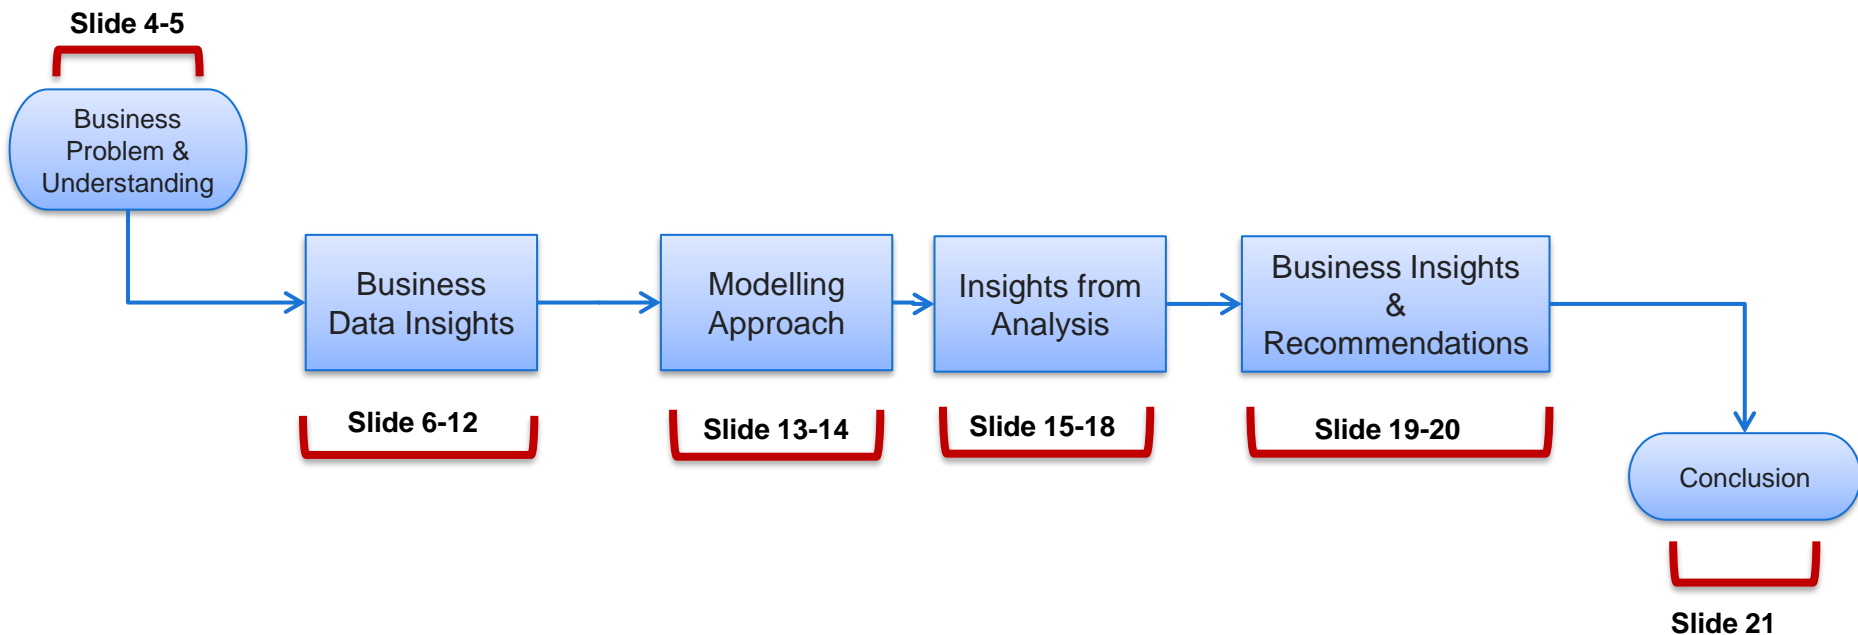 Slide 4-5
Business
Problem &
Understanding
Business
Data Insights
Slide 6-12
Modelling
Approach
Slide 13-14
Insights from
Analysis
Slide 15-18
Business Insights
&
Recommendations
Slide 19-20
Conclusion
Slide 21